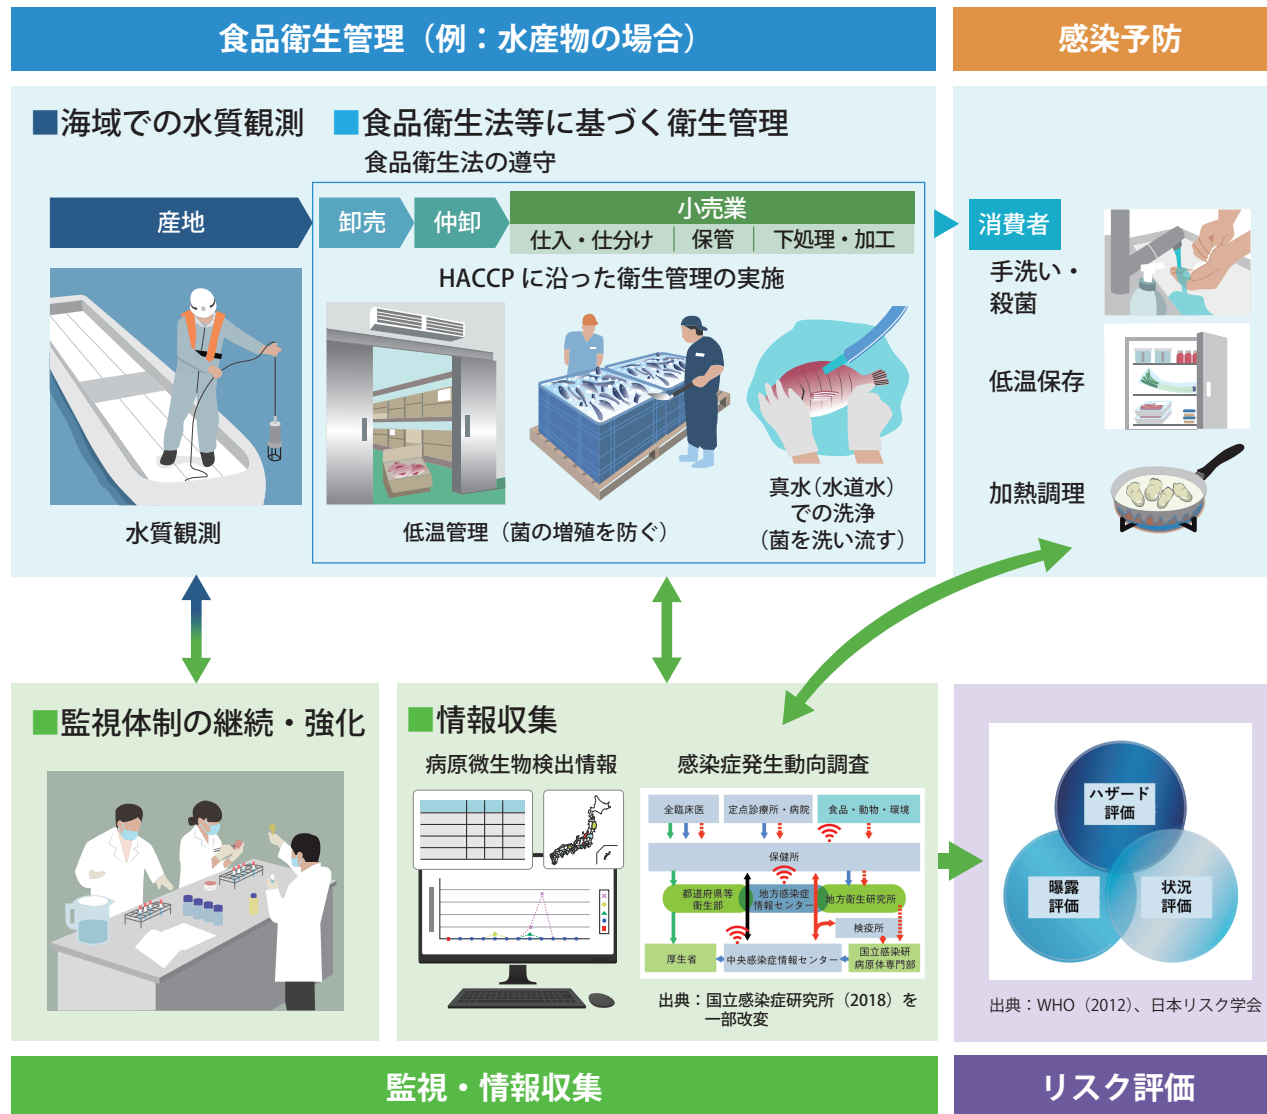 食品衛生管理（例：水産物の場合）
感染予防
■海域での水質観測
■食品衛生法等に基づく衛生管理
食品衛生法の遵守
産地
卸売
仲卸
小売業
仕入・仕分け
保管
下処理・加工
HACCP に沿った衛生管理の実施
水質観測
低温管理（菌の増殖を防ぐ）
真水（水道水）
での洗浄
（菌を洗い流す）
消費者
手洗い・
殺菌
低温保存
加熱調理
■監視体制の継続・強化
■情報収集
病原微生物検出情報
感染症発生動向調査
全臨床医
定点診療所・病院
食品・動物・環境
保健所
都道府県等
衛生部
地方感染症
情報センター
地方衛生研究所
検疫所
厚生省
中央感染症情報センター
国立感染研
病原体専門部
出典：国立感染症研究所（2018）を
一部改変
ハザード
評価
曝露
評価
状況
評価
出典：WHO（2012）、日本リスク学会
監視・情報収集
リスク評価